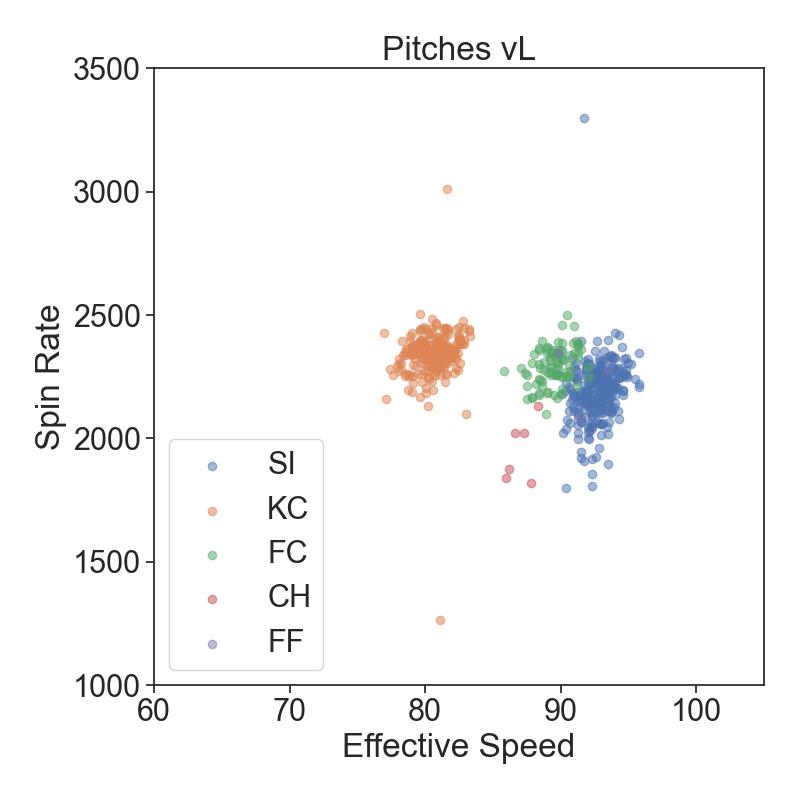 Pitches vL
3500
3000
2500
2000
1500
1000
Spin Rate
SI
KC
FC
CH
FF
60 70 80 90 100
Effective Speed